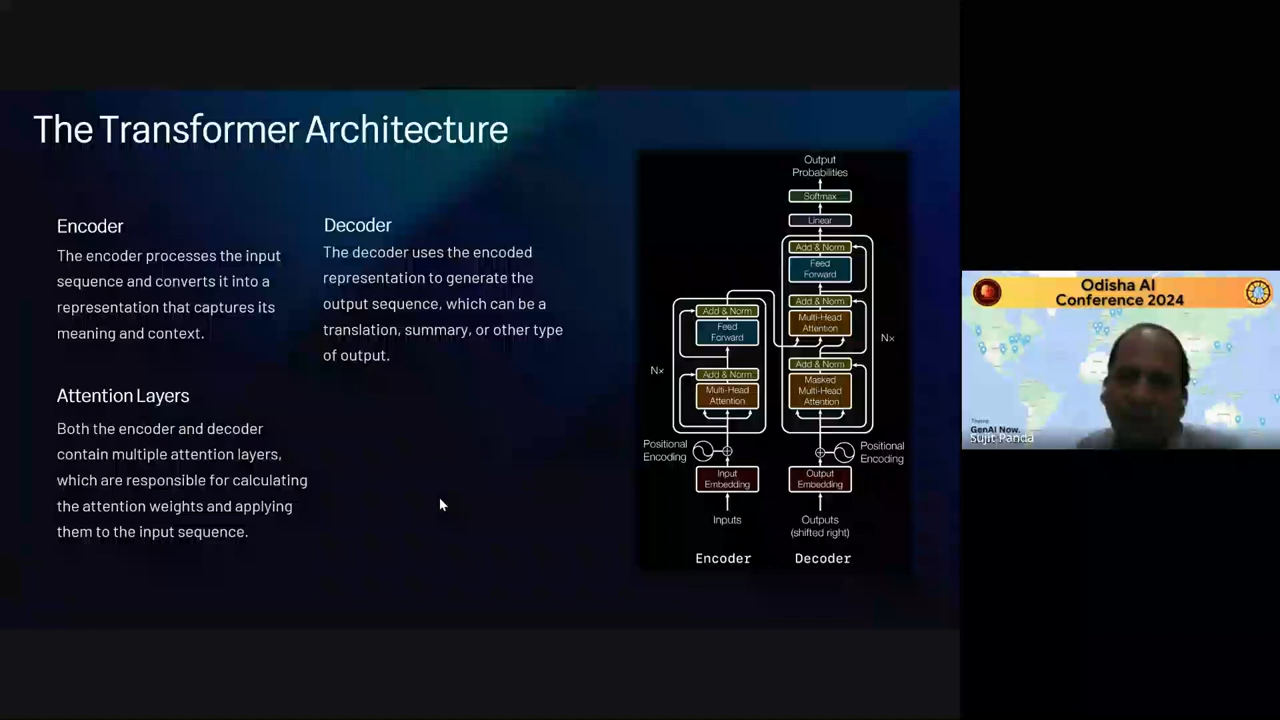 The Transformer Architecture
Encoder
The encoder processes the input
sequence and converts it into a
representation that captures its
meaning and context.
Decoder
The decoder uses the encoded
representation to generate the
output sequence, which can be a
translation, summary, or other type
of output.
Attention Layers
Both the encoder and decoder
contain multiple attention layers,
which are responsible for calculating
the attention weights and applying
them to the input sequence.
Output
Probabilities
Softmax
Linear
Add & Norm
Feed
Forward
Add & Norm
Multi-Head
Attention
Add & Norm
Masked
Multi-Head
Attention
Nx
Add & Norm
Feed
Forward
Add & Norm
Multi-Head
Attention
Nx
Positional
Encoding
Positional
Encoding
Input
Embedding
Output
Embedding
Inputs
Outputs
(shifted right)
Encoder
Decoder
Odisha AI
Conference 2024
Theme
GenAI Now.
Sujit Panda